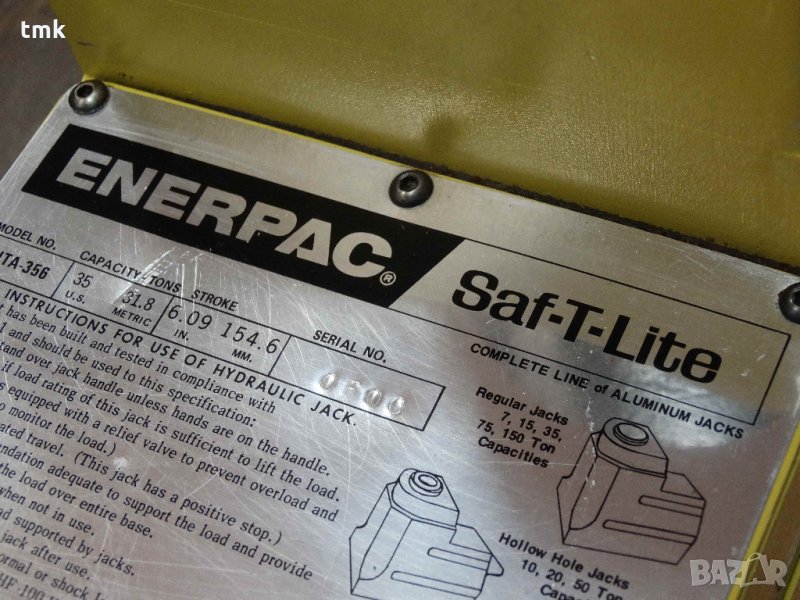 tmk
ENERPAC®
Saf-T-Lite
COMPLETE LINE of ALUMINUM JACKS
MODEL NO. CAPACITY-TONS STROKE SERIAL NO.
35 31.8 6.09 154.6
U.S. METRIC IN. MM.
INSTRUCTIONS FOR USE OF HYDRAULIC JACK.
has been built and tested in compliance with
and should be used to this specification:
over jack handle unless hands are on the handle.
if load rating of this jack is sufficient to lift the load.
equipped with a relief valve to prevent overload and
to monitor the load.)
travel. (This jack has a positive stop.)
adequate to support the load and provide
the load over entire base.
when not in use.
supported by jacks.
jack after use.
or shock
Regular Jacks
7, 15, 35,
75, 150 Ton
Capacities
Hollow Hole Jacks
10, 20, 50 Ton
BAZAR